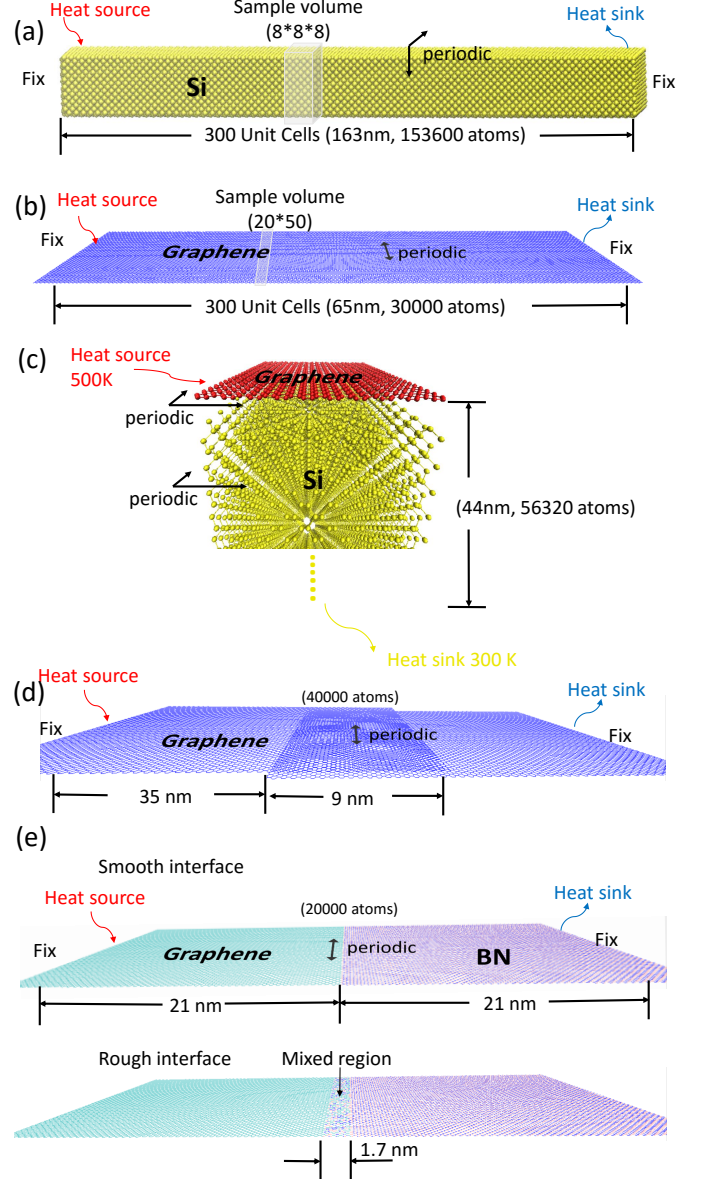 (a)
Heat source
Sample volume
(8*8*8)
Heat sink
periodic
Fix
Si
Fix
300 Unit Cells (163nm, 153600 atoms)
(b)
Heat source
Sample volume
(20*50)
Heat sink
Fix
Graphene
periodic
Fix
300 Unit Cells (65nm, 30000 atoms)
(c)
Heat source
500K
Graphene
periodic
Si
periodic
(44nm, 56320 atoms)
Heat sink 300 K
(d)
Heat source
(40000 atoms)
Heat sink
Fix
Graphene
periodic
Fix
35 nm
9 nm
(e)
Smooth interface
Heat source
(20000 atoms)
Heat sink
Fix
Graphene
periodic
BN
Fix
21 nm
21 nm
Rough interface
Mixed region
1.7 nm